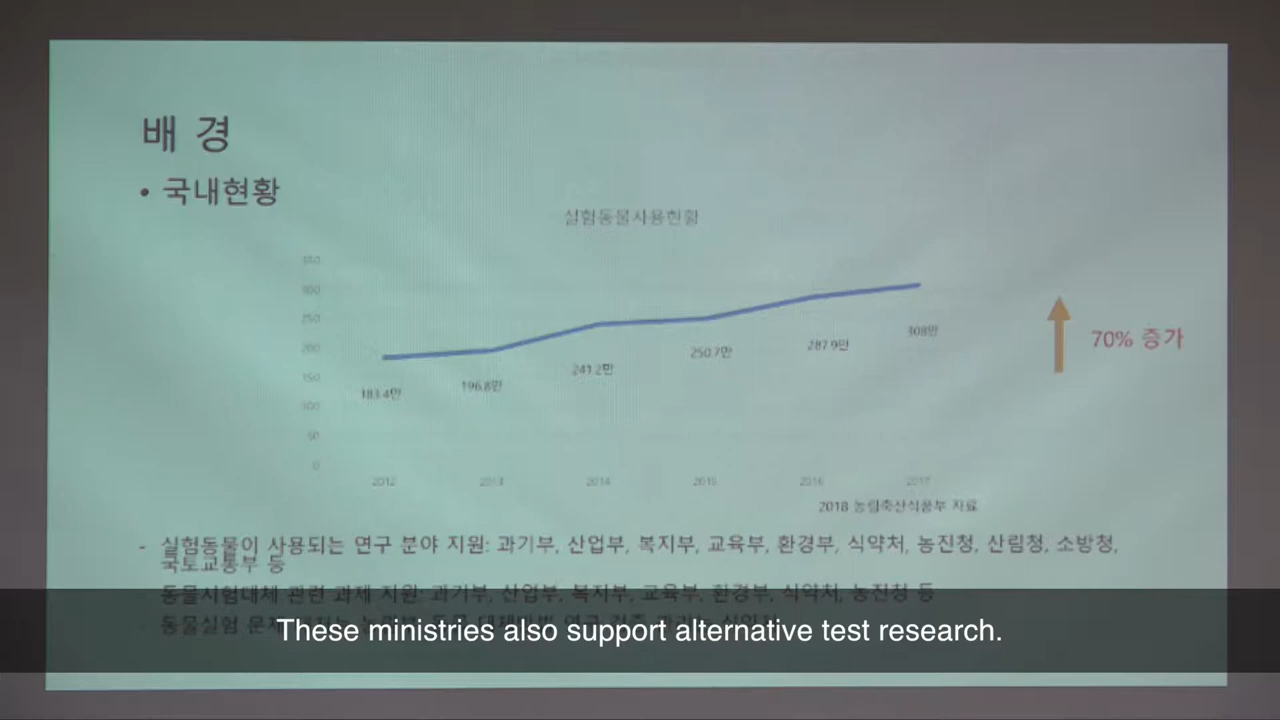 배 경
• 국내현황
실험동물사용현황
350
300
250
200
150
100
50
0
183.4만
196.8만
241.2만
250.7만
287.9만
308만
2012
2013
2014
2015
2016
2017
70% 증가
2018 농림축산식품부 자료
- 실험동물이 사용되는 연구 분야 지원: 과기부, 산업부, 복지부, 교육부, 환경부, 식약처, 농진청, 산림청, 소방청,
국토교통부 등
- 동물시험대체 관련 과제 지원: 과기부, 산업부, 복지부, 교육부, 환경부, 식약처, 농진청 등
- 동물실험
These ministries also support alternative test research.